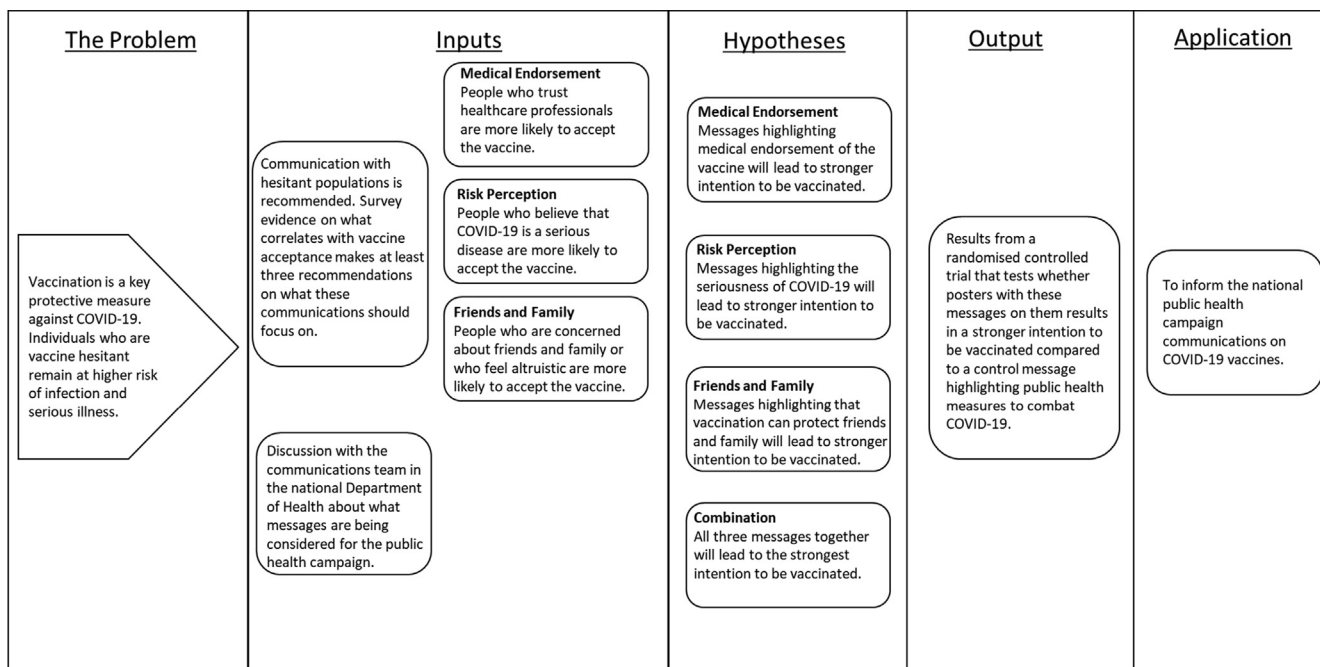 The Problem
Vaccination is a key
protective measure
against COVID-19.
Individuals who are
vaccine hesitant
remain at higher risk
of infection and
serious illness.
Inputs
Communication with
hesitant populations is
recommended. Survey
evidence on what
correlates with vaccine
acceptance makes at least
three recommendations
on what these
communications should
focus on.
Discussion with the
communications team in
the national Department
of Health about what
messages are being
considered for the public
health campaign.
Medical Endorsement
People who trust
healthcare professionals
are more likely to accept
the vaccine.
Risk Perception
People who believe that
COVID-19 is a serious
disease are more likely to
accept the vaccine.
Friends and Family
People who are concerned
about friends and family or
who feel altruistic are more
likely to accept the vaccine.
Hypotheses
Medical Endorsement
Messages highlighting
medical endorsement of the
vaccine will lead to stronger
intention to be vaccinated.
Risk Perception
Messages highlighting the
seriousness of COVID-19 will
lead to stronger intention to
be vaccinated.
Friends and Family
Messages highlighting that
vaccination can protect friends
and family will lead to stronger
intention to be vaccinated.
Combination
All three messages together
will lead to the strongest
intention to be vaccinated.
Output
Results from a
randomised controlled
trial that tests whether
posters with these
messages on them results
in a stronger intention to
be vaccinated compared
to a control message
highlighting public health
measures to combat
COVID-19.
Application
To inform the national
public health
campaign
communications on
COVID-19 vaccines.